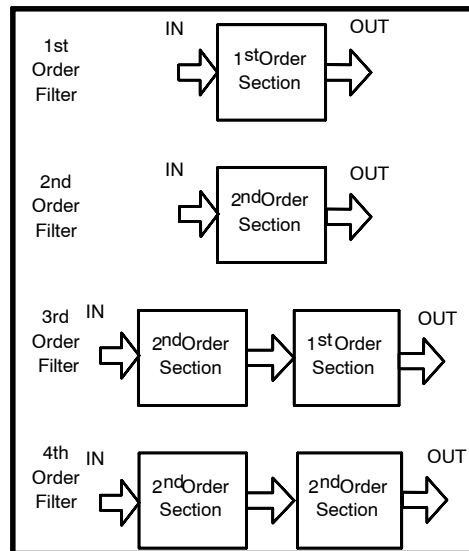 IN
OUT
1st
Order
Filter
1stOrder
Section
IN
OUT
2nd
Order
Filter
2ndOrder
Section
3rd
Order
Filter
IN
OUT
2ndOrder
Section
1stOrder
Section
4th
Order
Filter
IN
OUT
2ndOrder
Section
2ndOrder
Section